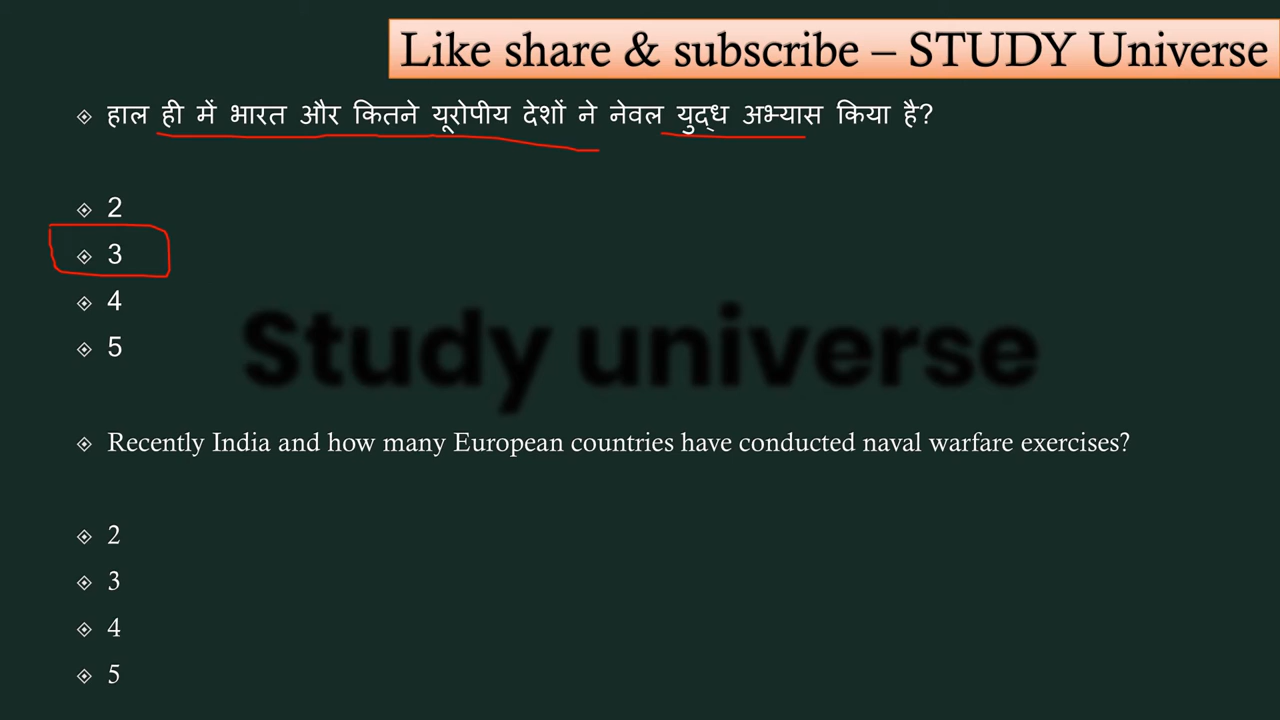 Like share & subscribe – STUDY Universe
हाल ही में भारत और कितने यूरोपीय देशों ने नेवल युद्ध अभ्यास किया है?
2
3
4
5
Study universe
Recently India and how many European countries have conducted naval warfare exercises?
2
3
4
5